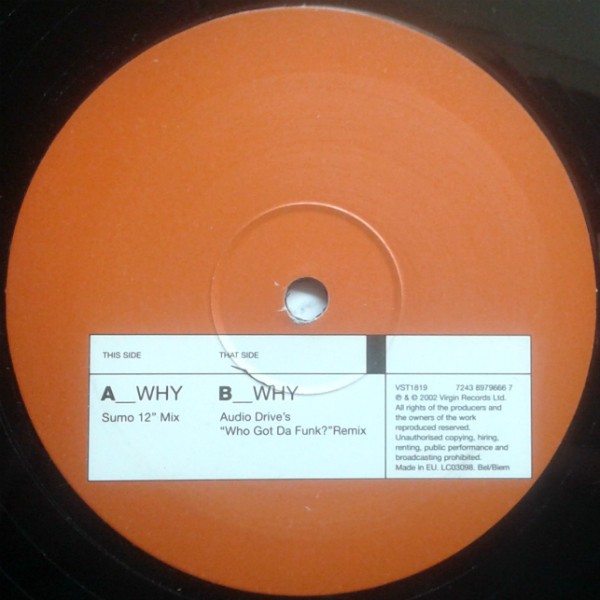 THIS SIDE
THAT SIDE
A__WHY
Sumo 12" Mix
B__WHY
Audio Drive's
"Who Got Da Funk?"Remix
VST1819 7243 8979666 7
℗ & © 2002 Virgin Records Ltd.
All rights of the producers and
the owners of the work
reproduced reserved.
Unauthorised copying, hiring,
renting, public performance and
broadcasting prohibited.
Made in EU. LC03098. Bel/Biem